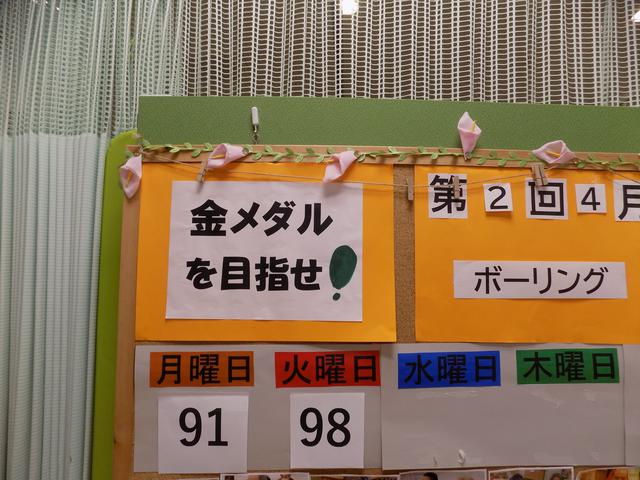 金メダル
を目指せ!
第2回4月
ボーリング
月曜日 火曜日 水曜日 木曜日
91 98